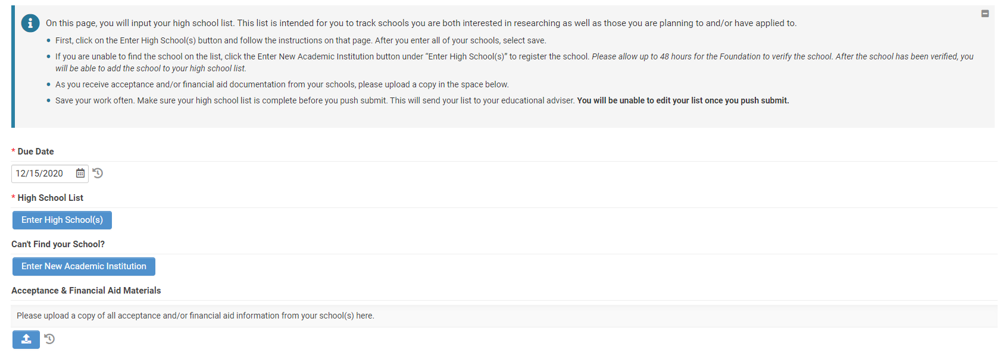 On this page, you will input your high school list. This list is intended for you to track schools you are both interested in researching as well as those you are planning to and/or have applied to.
• First, click on the Enter High School(s) button and follow the instructions on that page. After you enter all of your schools, select save.
• If you are unable to find the school on the list, click the Enter New Academic Institution button under “Enter High School(s)” to register the school. Please allow up to 48 hours for the Foundation to verify the school. After the school has been verified, you
will be able to add the school to your high school list.
• As you receive acceptance and/or financial aid documentation from your schools, please upload a copy in the space below.
• Save your work often. Make sure your high school list is complete before you push submit. This will send your list to your educational adviser. You will be unable to edit your list once you push submit.
* Due Date
12/15/2020
* High School List
Enter High School(s)
Can't Find your School?
Enter New Academic Institution
Acceptance & Financial Aid Materials
Please upload a copy of all acceptance and/or financial aid information from your school(s) here.